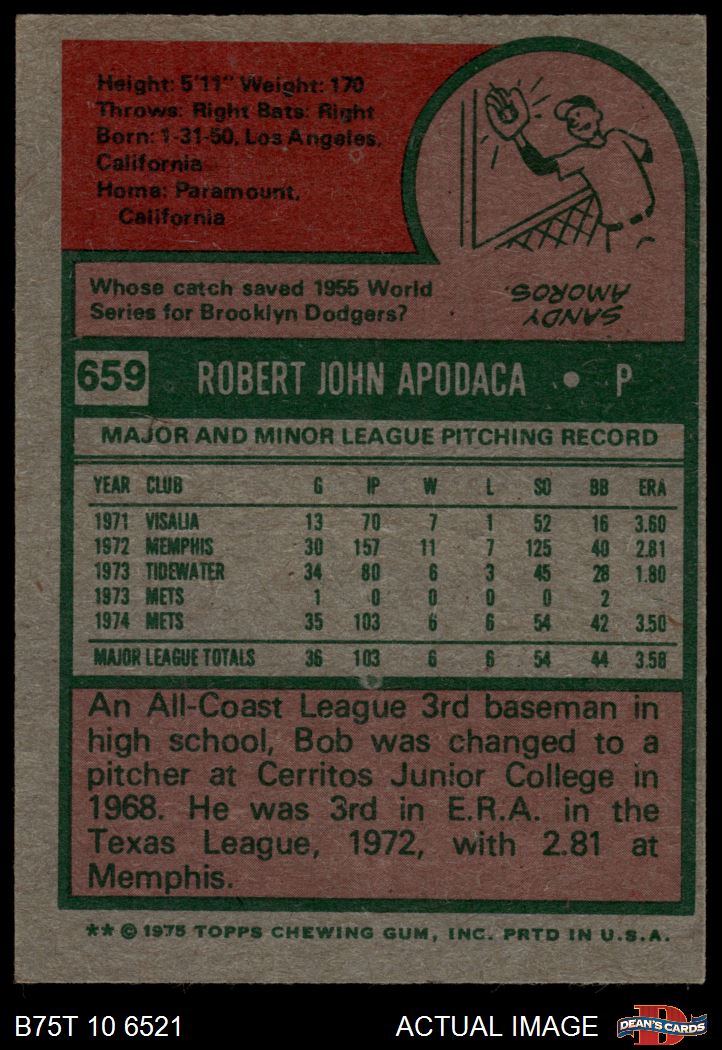 Height: 5'11" Weight: 170
Throws: Right Bats: Right
Born: 1-31-50, Los Angeles,
California
Home: Paramount,
California
Whose catch saved 1955 World
Series for Brooklyn Dodgers?
SANDY
AMOROS.
659 ROBERT JOHN APODACA • P
MAJOR AND MINOR LEAGUE PITCHING RECORD
YEAR CLUB G IP W L SO BB ERA
1971 VISALIA 13 70 7 1 52 16 3.60
1972 MEMPHIS 30 157 11 7 125 40 2.81
1973 TIDEWATER 34 80 6 3 45 28 1.80
1973 METS 1 0 0 0 0 2
1974 METS 35 103 6 6 54 42 3.50
MAJOR LEAGUE TOTALS 36 103 6 6 54 44 3.58
An All-Coast League 3rd baseman in
high school, Bob was changed to a
pitcher at Cerritos Junior College in
1968. He was 3rd in E.R.A. in the
Texas League, 1972, with 2.81 at
Memphis.
** © 1975 TOPPS CHEWING GUM, INC. PRTD IN U.S.A.
B75T 10 6521 ACTUAL IMAGE D DEAN'S CARDS